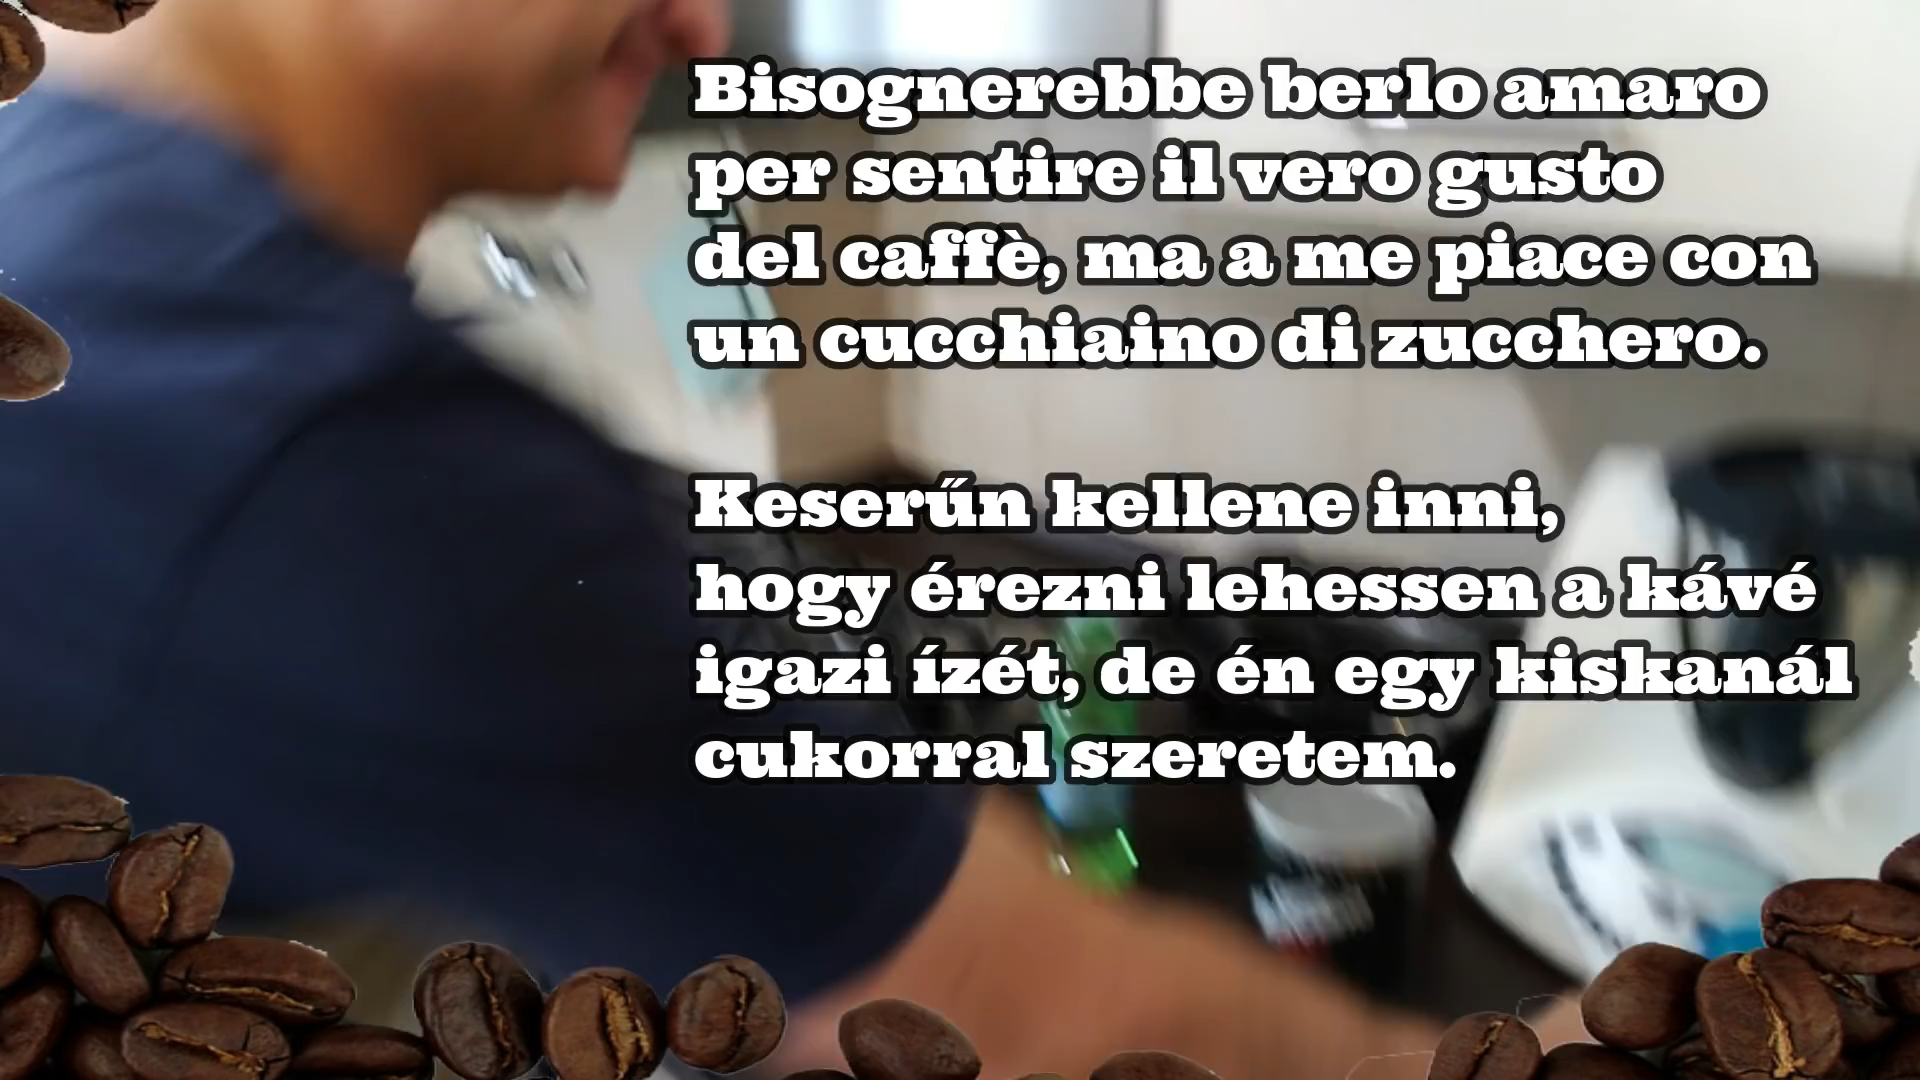 Bisognerebbe berlo amaro
per sentire il vero gusto
del caffè, ma a me piace con
un cucchiaino di zucchero.
Keserűn kellene inni,
hogy érezni lehessen a kávé
igazi ízét, de én egy kiskanál
cukorral szeretem.